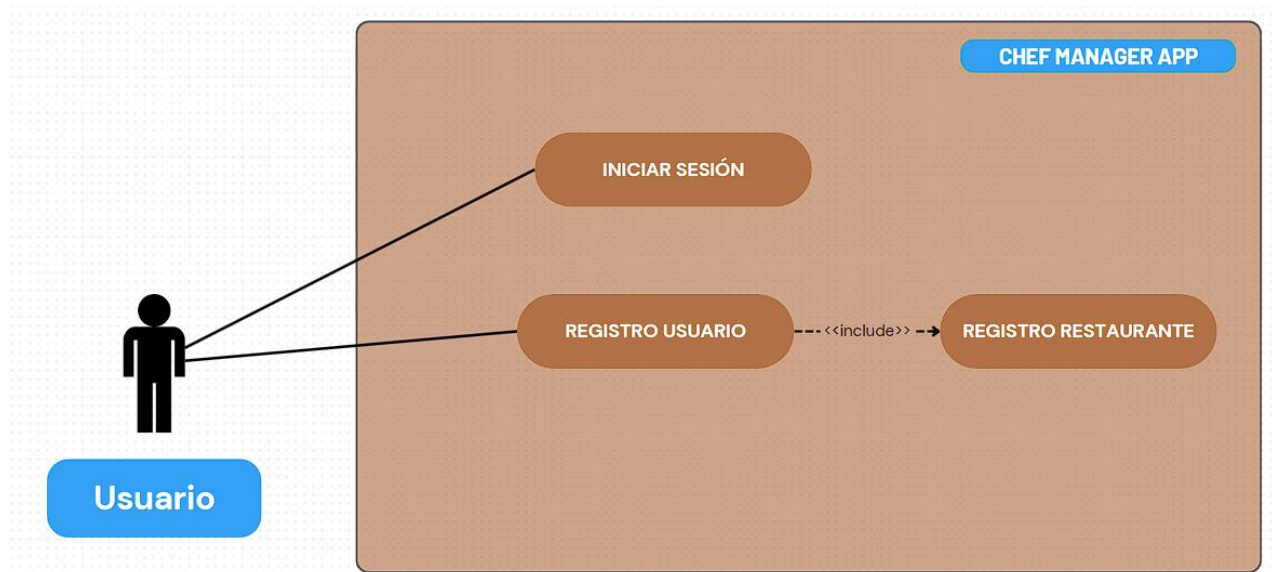 CHEF MANAGER APP
INICIAR SESIÓN
REGISTRO USUARIO
<<include>>
REGISTRO RESTAURANTE
Usuario